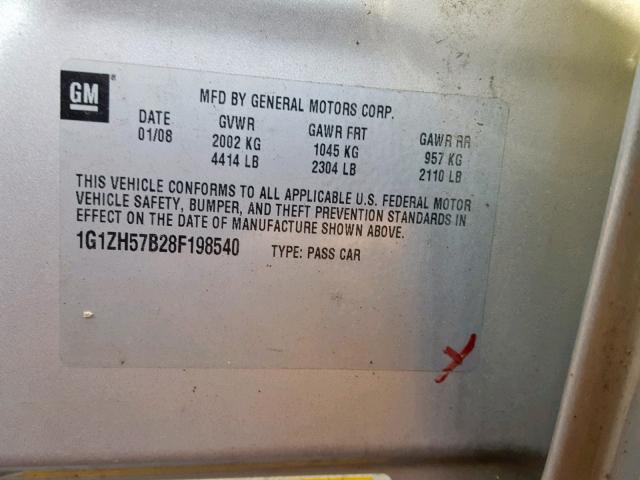 GM
MFD BY GENERAL MOTORS CORP.
DATE GVWR GAWR FRT GAWR RR
01/08 2002 KG 1045 KG 957 KG
4414 LB 2304 LB 2110 LB
THIS VEHICLE CONFORMS TO ALL APPLICABLE U.S. FEDERAL MOTOR
VEHICLE SAFETY, BUMPER, AND THEFT PREVENTION STANDARDS IN
EFFECT ON THE DATE OF MANUFACTURE SHOWN ABOVE.
1G1ZH57B28F198540 TYPE: PASS CAR